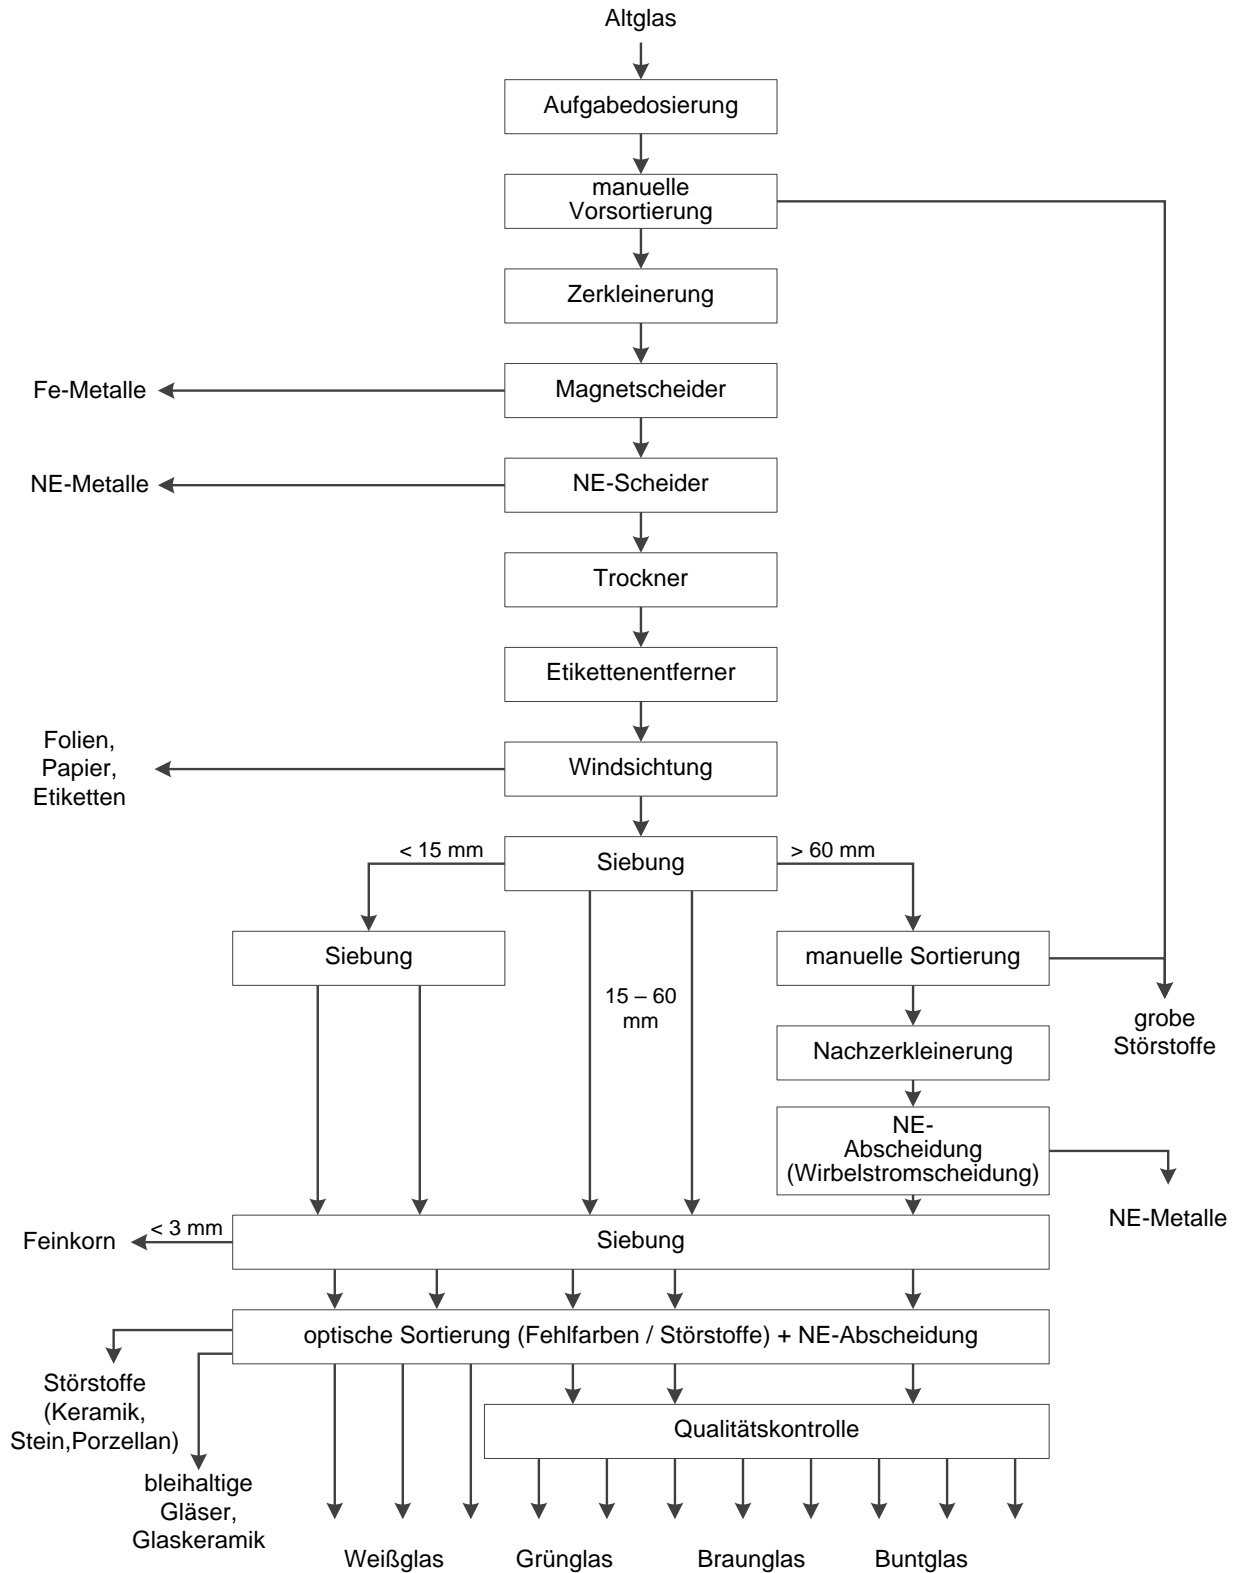 Altglas
Aufgabedosierung
manuelle
Vorsortierung
Zerkleinerung
Fe-Metalle
Magnetscheider
NE-Metalle
NE-Scheider
Trockner
Etikettenentferner
Folien,
Papier,
Etiketten
Windsichtung
< 15 mm
Siebung
> 60 mm
Siebung
15 – 60
mm
manuelle Sortierung
grobe
Störstoffe
Nachzerkleinerung
NE-
Abscheidung
(Wirbelstromscheidung)
NE-Metalle
Feinkorn
< 3 mm
Siebung
optische Sortierung (Fehlfarben / Störstoffe) + NE-Abscheidung
Störstoffe
(Keramik,
Stein,Porzellan)
Qualitätskontrolle
bleihaltige
Gläser,
Glaskeramik
Weißglas
Grünglas
Braunglas
Buntglas